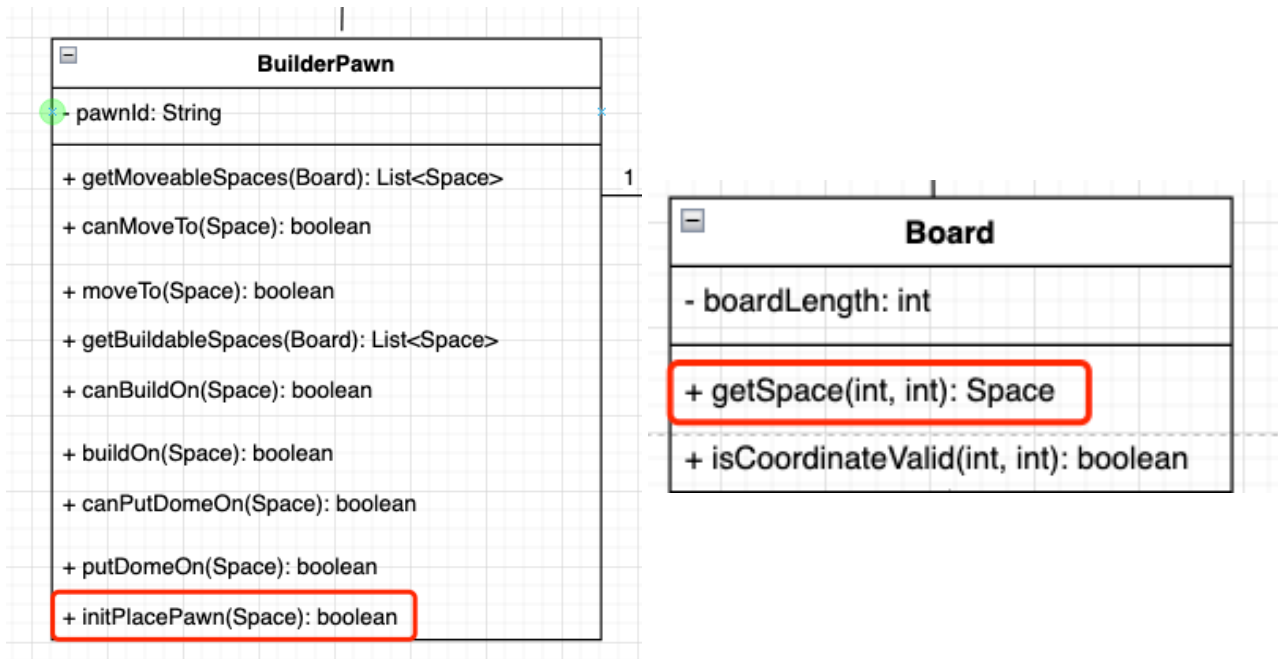 BuilderPawn
- pawnId: String
+ getMoveableSpaces(Board): List<Space>
+ canMoveTo(Space): boolean
+ moveTo(Space): boolean
+ getBuildableSpaces(Board): List<Space>
+ canBuildOn(Space): boolean
+ buildOn(Space): boolean
+ canPutDomeOn(Space): boolean
+ putDomeOn(Space): boolean
+ initPlacePawn(Space): boolean
1
Board
- boardLength: int
+ getSpace(int, int): Space
+ isCoordinateValid(int, int): boolean